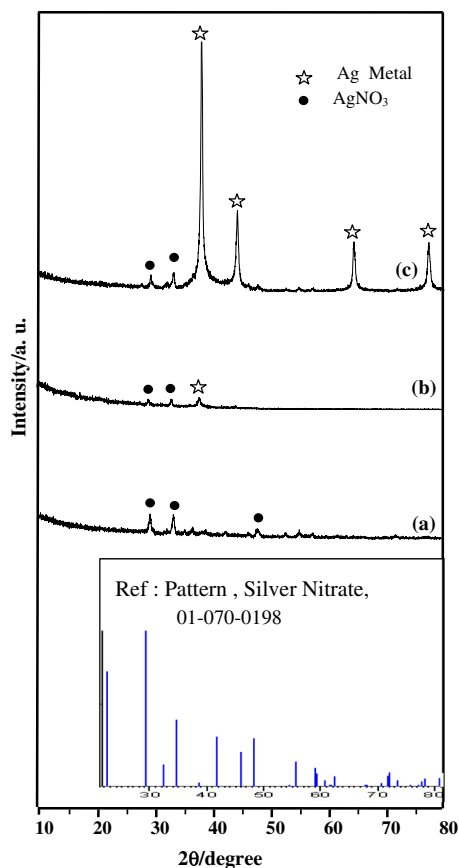 Ag Metal
AgNO₃
(c)
(b)
(a)
Intensity/a. u.
Ref : Pattern , Silver Nitrate,
01-070-0198
30 40 50 60 70 80
10 20 30 40 50 60 70 80
2θ/degree